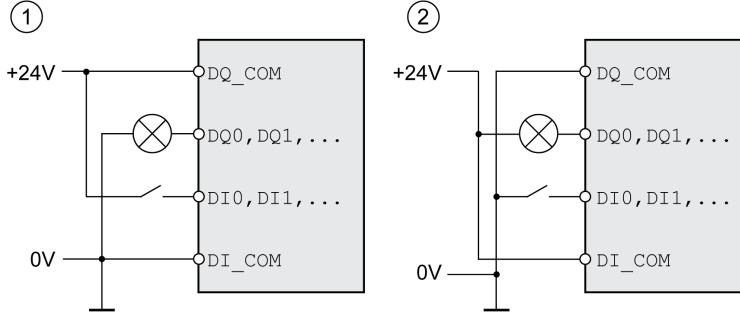 1
+24V
DQ_COM
DQ0,DQ1,...
DI0,DI1,...
0V
DI_COM
2
+24V
DQ_COM
DQ0,DQ1,...
DI0,DI1,...
DI_COM
0V